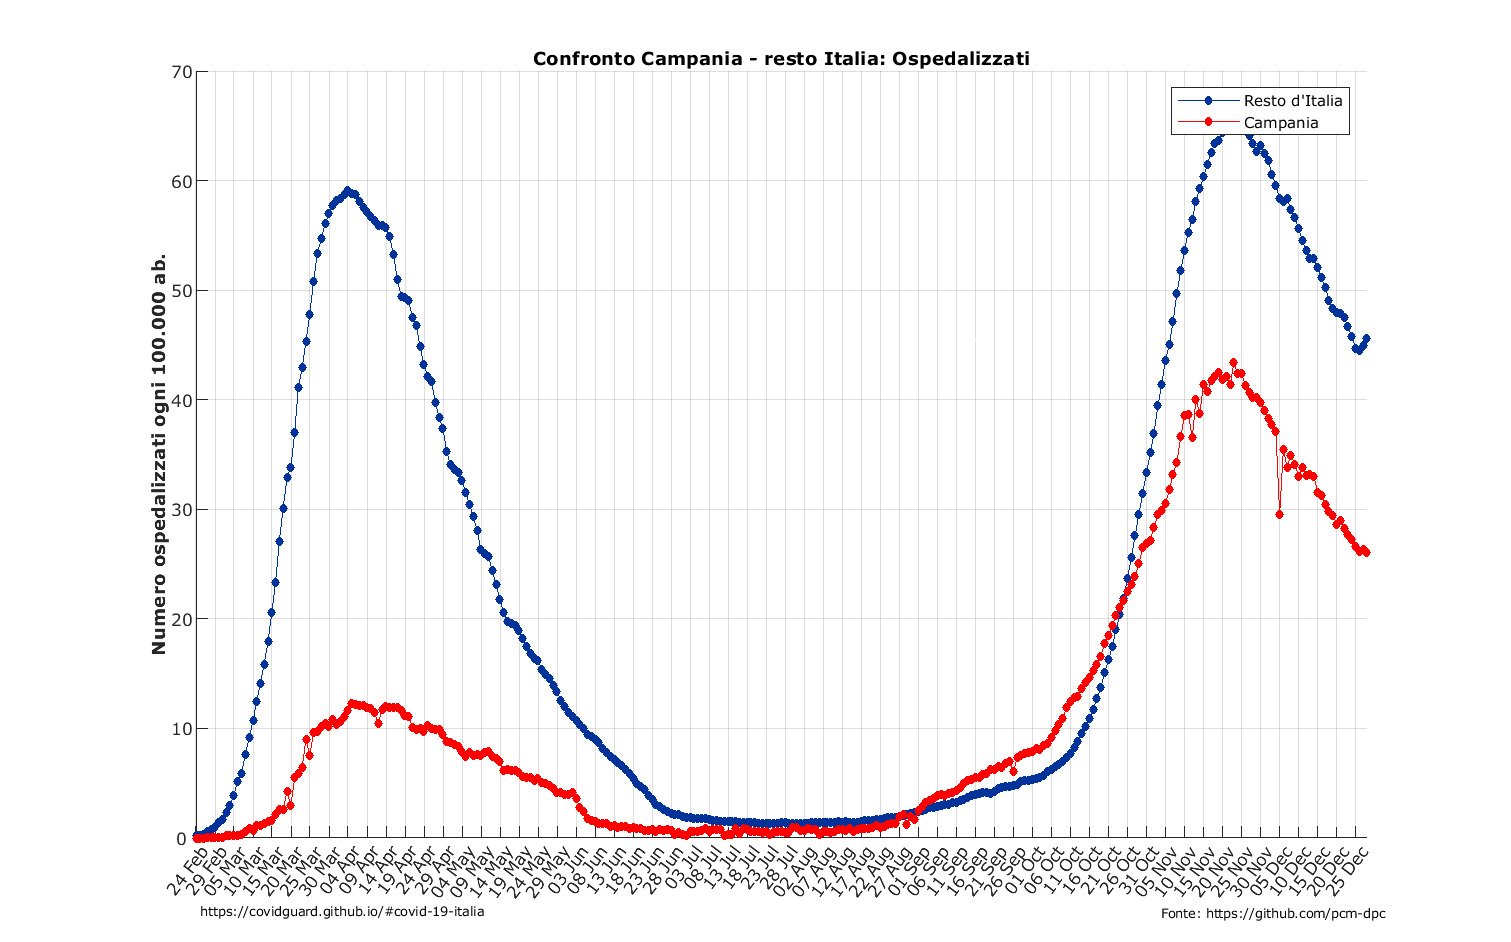 Confronto Campania - resto Italia: Ospedalizzati
Resto d'Italia
Campania
Numero ospedalizzati ogni 100.000 ab.
70
60
50
40
30
20
10
0
24 Feb
29 Feb
05 Mar
10 Mar
15 Mar
20 Mar
25 Mar
30 Mar
04 Apr
09 Apr
14 Apr
19 Apr
24 Apr
29 Apr
04 May
09 May
14 May
19 May
24 May
29 May
03 Jun
08 Jun
13 Jun
18 Jun
23 Jun
28 Jun
03 Jul
08 Jul
13 Jul
18 Jul
23 Jul
28 Jul
02 Aug
07 Aug
12 Aug
17 Aug
22 Aug
27 Aug
01 Sep
06 Sep
11 Sep
16 Sep
21 Sep
26 Sep
01 Oct
06 Oct
11 Oct
16 Oct
21 Oct
26 Oct
31 Oct
05 Nov
10 Nov
15 Nov
20 Nov
25 Nov
30 Nov
05 Dec
10 Dec
15 Dec
20 Dec
25 Dec
https://covidguard.github.io/#covid-19-italia
Fonte: https://github.com/pcm-dpc